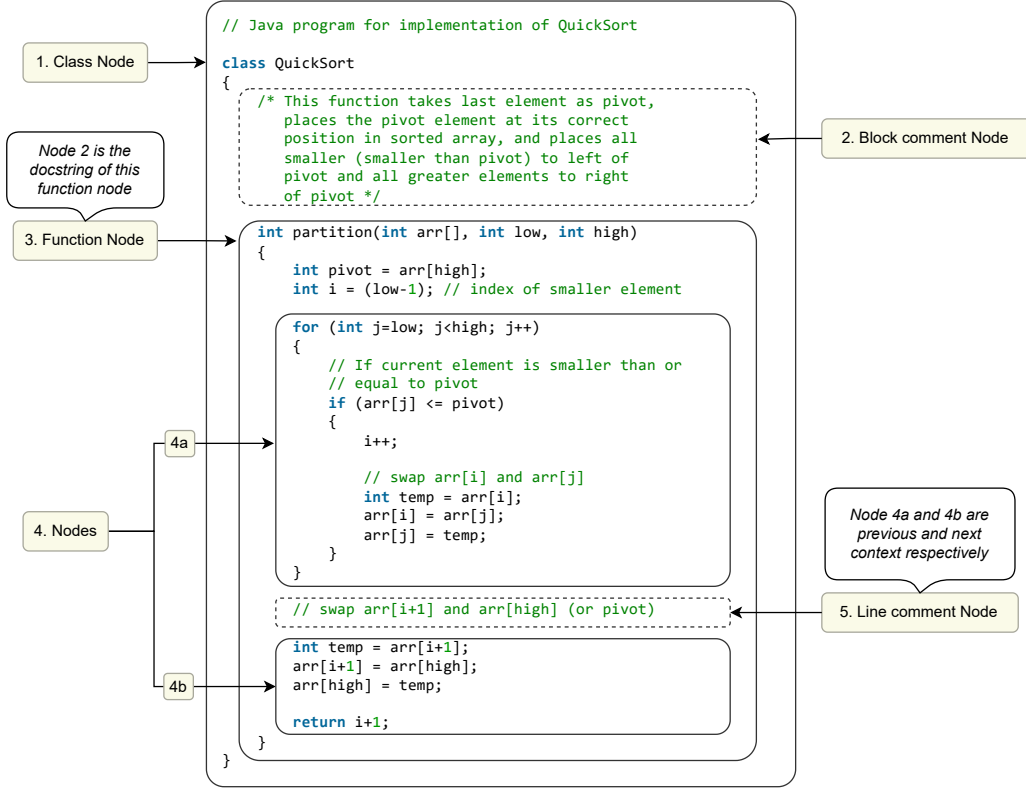 // Java program for implementation of QuickSort
1. Class Node
class QuickSort
{
/* This function takes last element as pivot,
places the pivot element at its correct
position in sorted array, and places all
smaller (smaller than pivot) to left of
pivot and all greater elements to right
of pivot */
2. Block comment Node
Node 2 is the
docstring of this
function node
3. Function Node
int partition(int arr[], int low, int high)
{
int pivot = arr[high];
int i = (low-1); // index of smaller element
for (int j=low; j<high; j++)
{
// If current element is smaller than or
// equal to pivot
if (arr[j] <= pivot)
{
i++;
// swap arr[i] and arr[j]
int temp = arr[i];
arr[i] = arr[j];
arr[j] = temp;
}
}
4a
4. Nodes
Node 4a and 4b are
previous and next
context respectively
// swap arr[i+1] and arr[high] (or pivot)
5. Line comment Node
int temp = arr[i+1];
arr[i+1] = arr[high];
arr[high] = temp;
4b
return i+1;
}
}